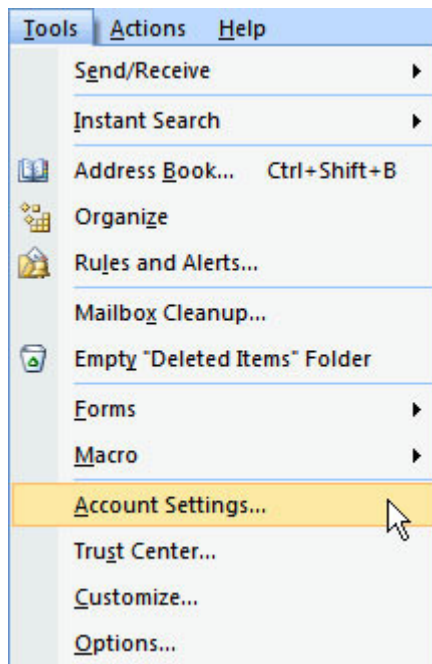 Tools Actions Help
Send/Receive
Instant Search
Address Book... Ctrl+Shift+B
Organize
Rules and Alerts...
Mailbox Cleanup...
Empty "Deleted Items" Folder
Forms
Macro
Account Settings...
Trust Center...
Customize...
Options...